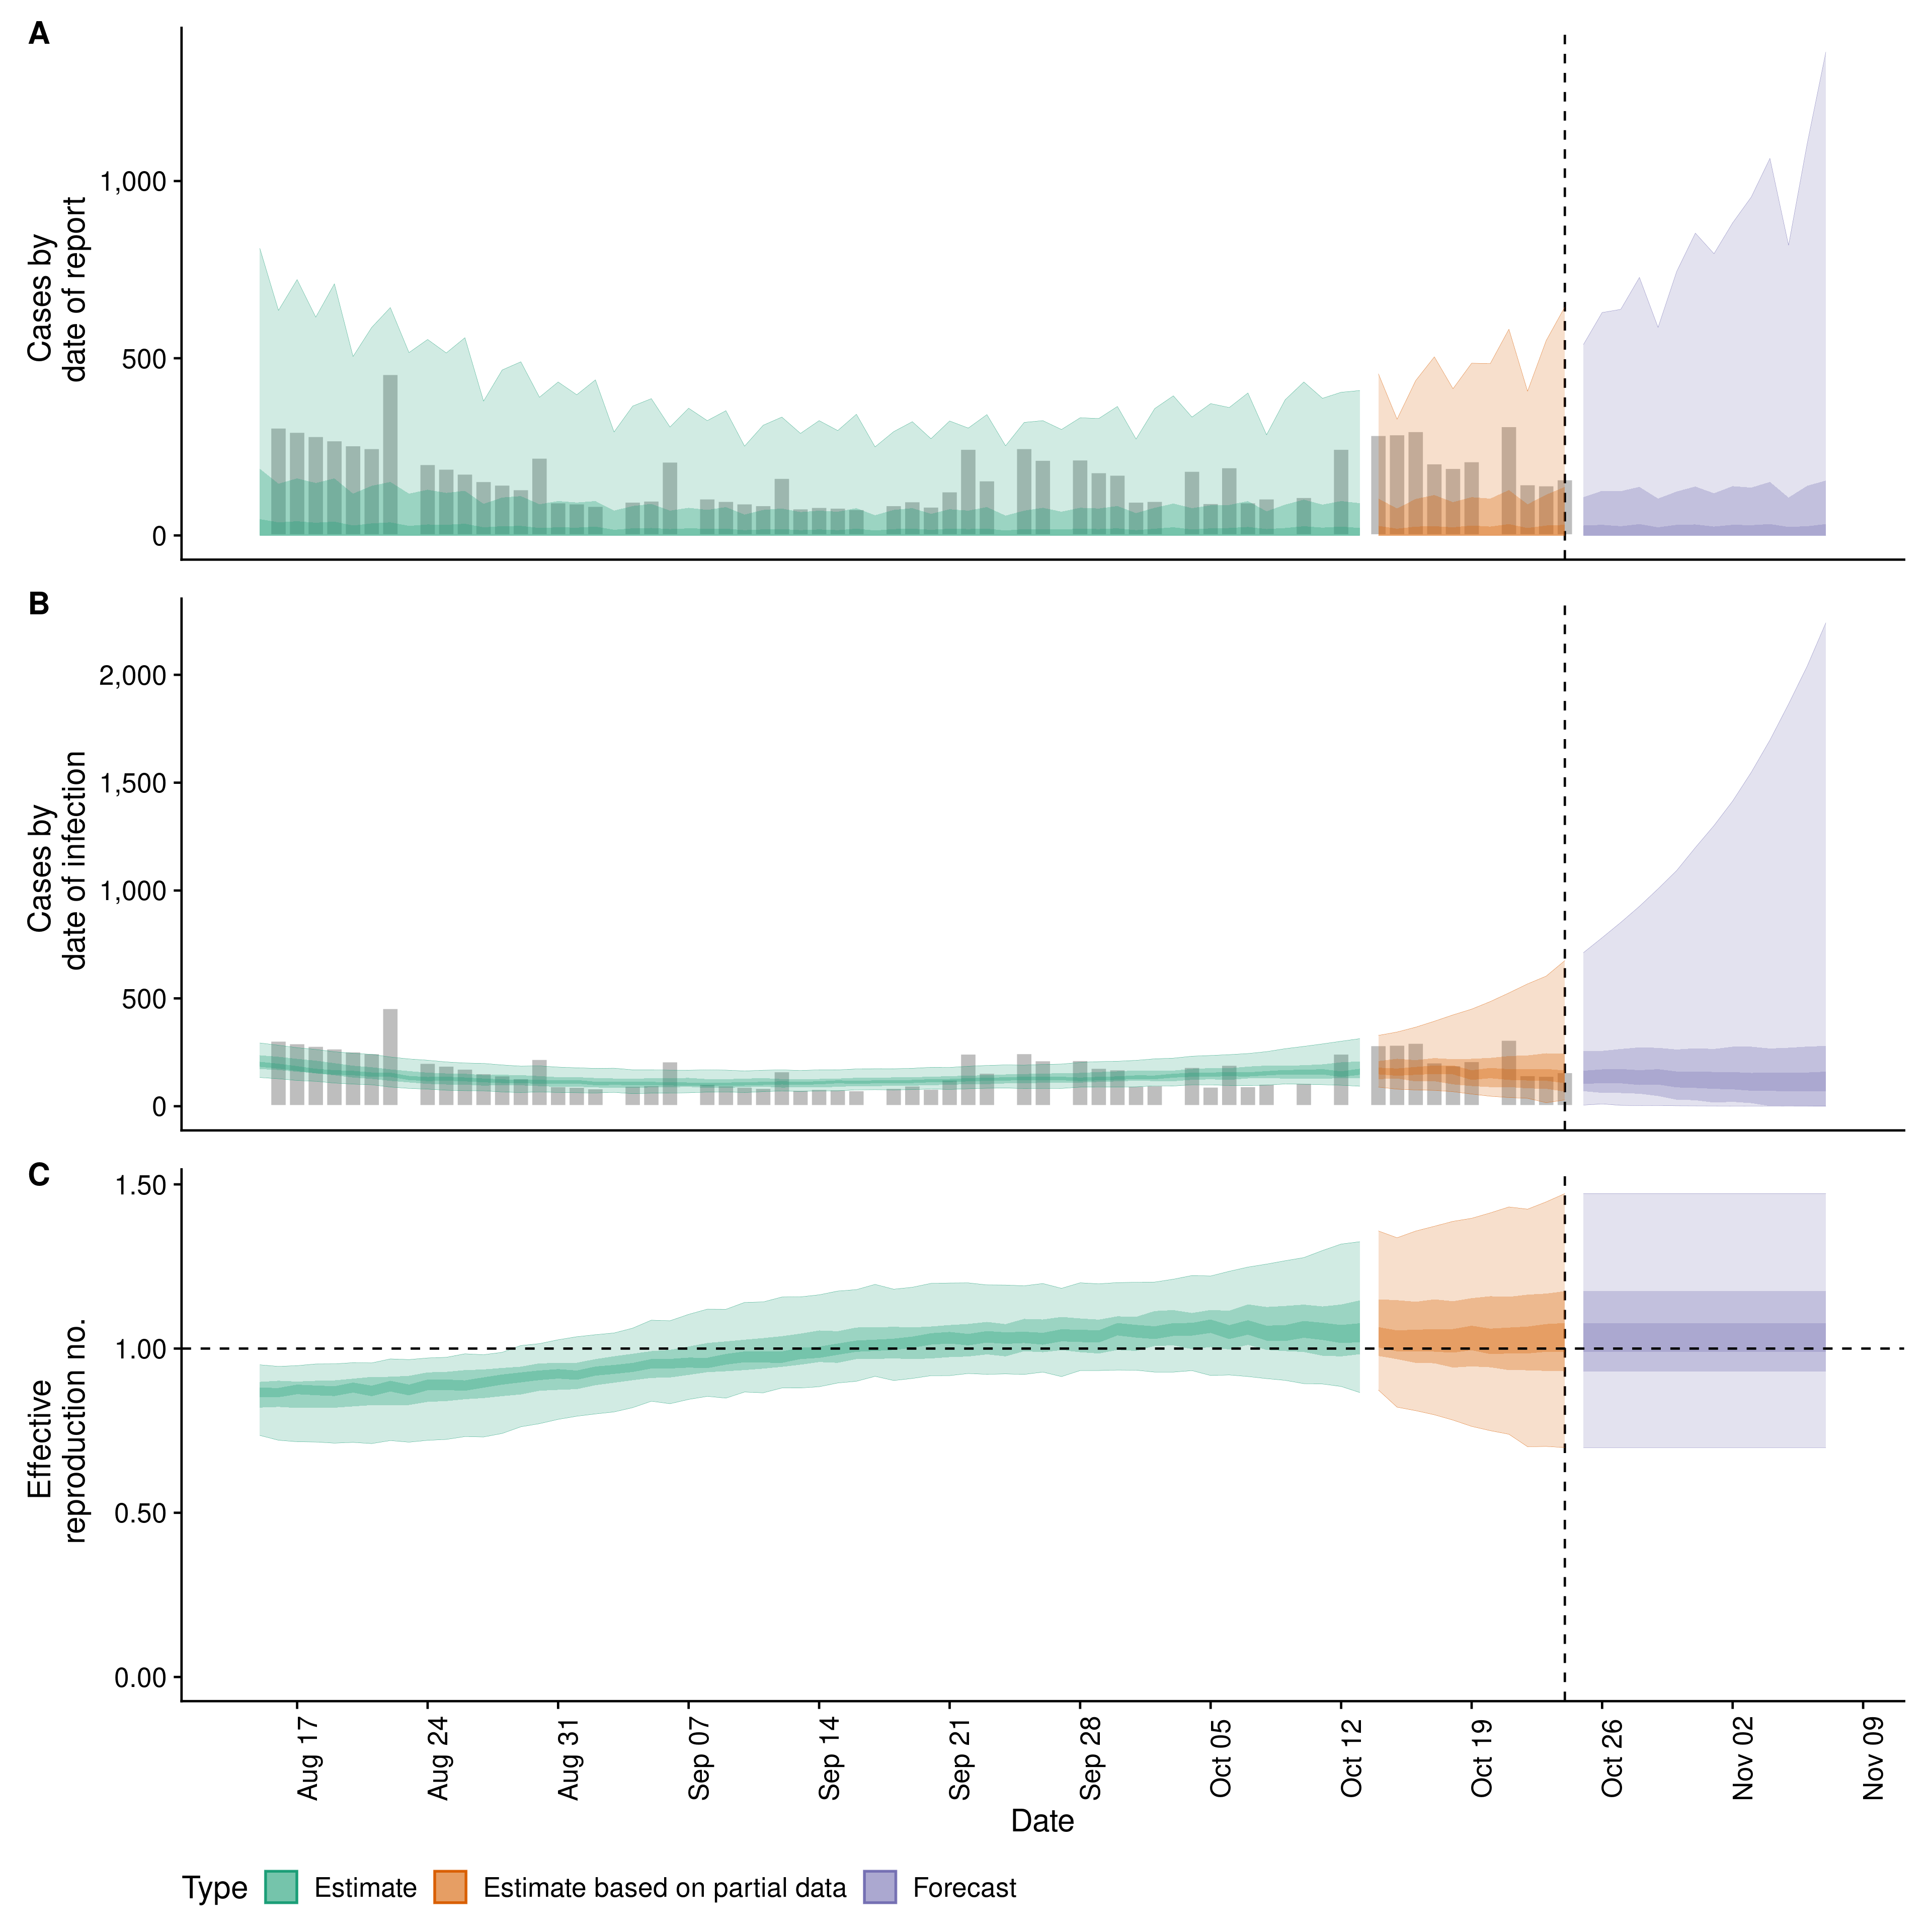 A
Cases by
date of report
1,000
500
0
B
Cases by
date of infection
2,000
1,500
1,000
500
0
C
Effective
reproduction no.
1.50
1.00
0.50
0.00
Aug 17
Aug 24
Aug 31
Sep 07
Sep 14
Sep 21
Sep 28
Oct 05
Oct 12
Oct 19
Oct 26
Nov 02
Nov 09
Date
Type Estimate Estimate based on partial data Forecast